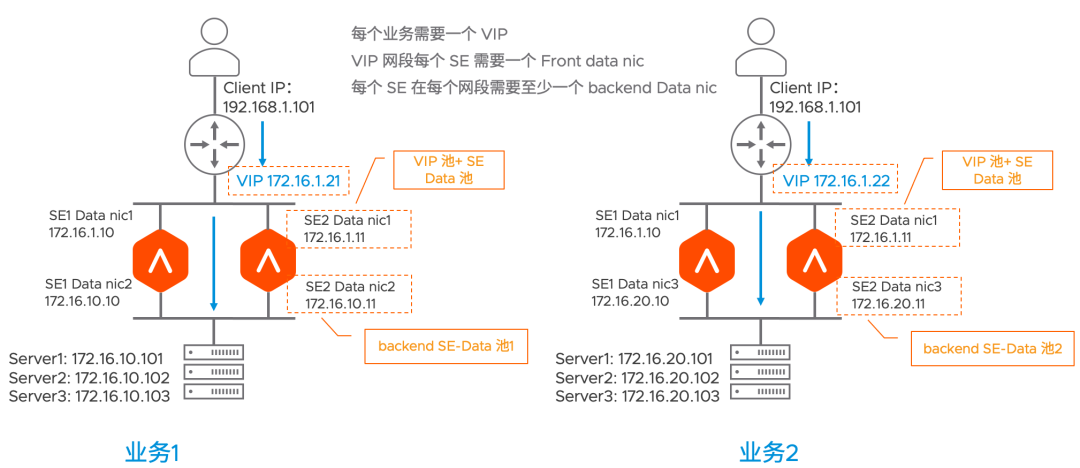 每个业务需要一个 VIP
VIP 网段每个 SE 需要一个 Front data nic
每个 SE 在每个网段需要至少一个 backend Data nic
Client IP：
192.168.1.101
VIP 172.16.1.21
VIP 池+ SE
Data 池
SE1 Data nic1
172.16.1.10
SE2 Data nic1
172.16.1.11
SE1 Data nic2
172.16.10.10
SE2 Data nic2
172.16.10.11
backend SE-Data 池1
Server1: 172.16.10.101
Server2: 172.16.10.102
Server3: 172.16.10.103
业务1
Client IP：
192.168.1.101
VIP 172.16.1.22
VIP 池+ SE
Data 池
SE1 Data nic1
172.16.1.10
SE2 Data nic1
172.16.1.11
SE1 Data nic3
172.16.20.10
SE2 Data nic3
172.16.20.11
backend SE-Data 池2
Server1: 172.16.20.101
Server2: 172.16.20.102
Server3: 172.16.20.103
业务2